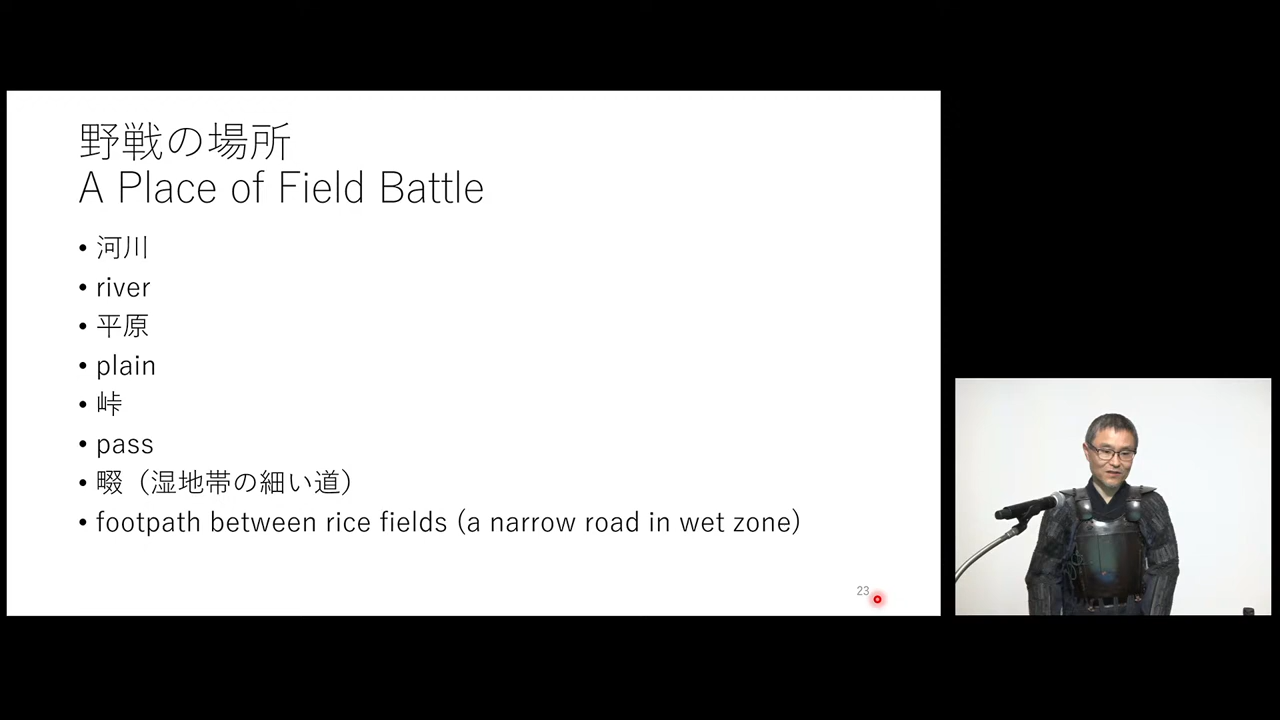 野戦の場所
A Place of Field Battle
• 河川
• river
• 平原
• plain
• 峠
• pass
• 畷（湿地帯の細い道）
• footpath between rice fields (a narrow road in wet zone)
23